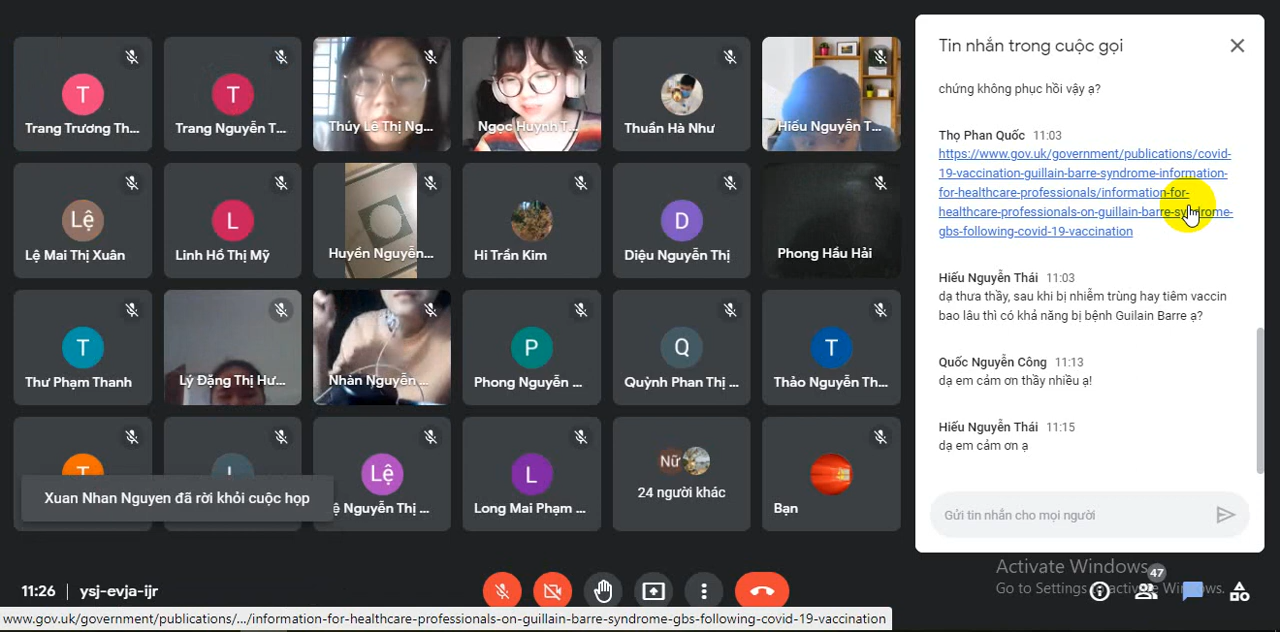 T
Trang Trương Th...
T
Trang Nguyễn T...
Thúy Lê Thị Ng...
Ngọc Huỳnh T...
Thuần Hà Như
Hiếu Nguyễn T...
Lệ
Lệ Mai Thị Xuân
L
Linh Hồ Thị Mỹ
Huyền Nguyễn...
Hi Trần Kim
D
Diệu Nguyễn Thị
Phong Hầu Hải
T
Thư Phạm Thanh
Lý Đặng Thị Hư...
Nhàn Nguyễn...
P
Phong Nguyễn ...
Q
Quỳnh Phan Thị ...
T
Thảo Nguyễn Th...
Xuan Nhan Nguyen đã rời khỏi cuộc họp
Lệ
Nguyễn Thị ...
L
Long Mai Phạm ...
Nữ
24 người khác
Bạn
Tin nhắn trong cuộc gọi
chứng không phục hồi vậy ạ?
Thọ Phan Quốc 11:03
https://www.gov.uk/government/publications/covid-
19-vaccination-guillain-barre-syndrome-information-
for-healthcare-professionals/information-for-
healthcare-professionals-on-guillain-barre-syndrome-
gbs-following-covid-19-vaccination
Hiếu Nguyễn Thái 11:03
dạ thưa thầy, sau khi bị nhiễm trùng hay tiêm vaccin
bao lâu thì có khả năng bị bệnh Guilain Barre ạ?
Quốc Nguyễn Công 11:13
dạ em cảm ơn thầy nhiều ạ!
Hiếu Nguyễn Thái 11:15
dạ em cảm ơn ạ
Gửi tin nhắn cho mọi người
Activate Windows
Go to Settings to activate Windows.
47
11:26 | ysj-evja-ijr
www.gov.uk/government/publications/.../information-for-healthcare-professionals-on-guillain-barre-syndrome-gbs-following-covid-19-vaccination